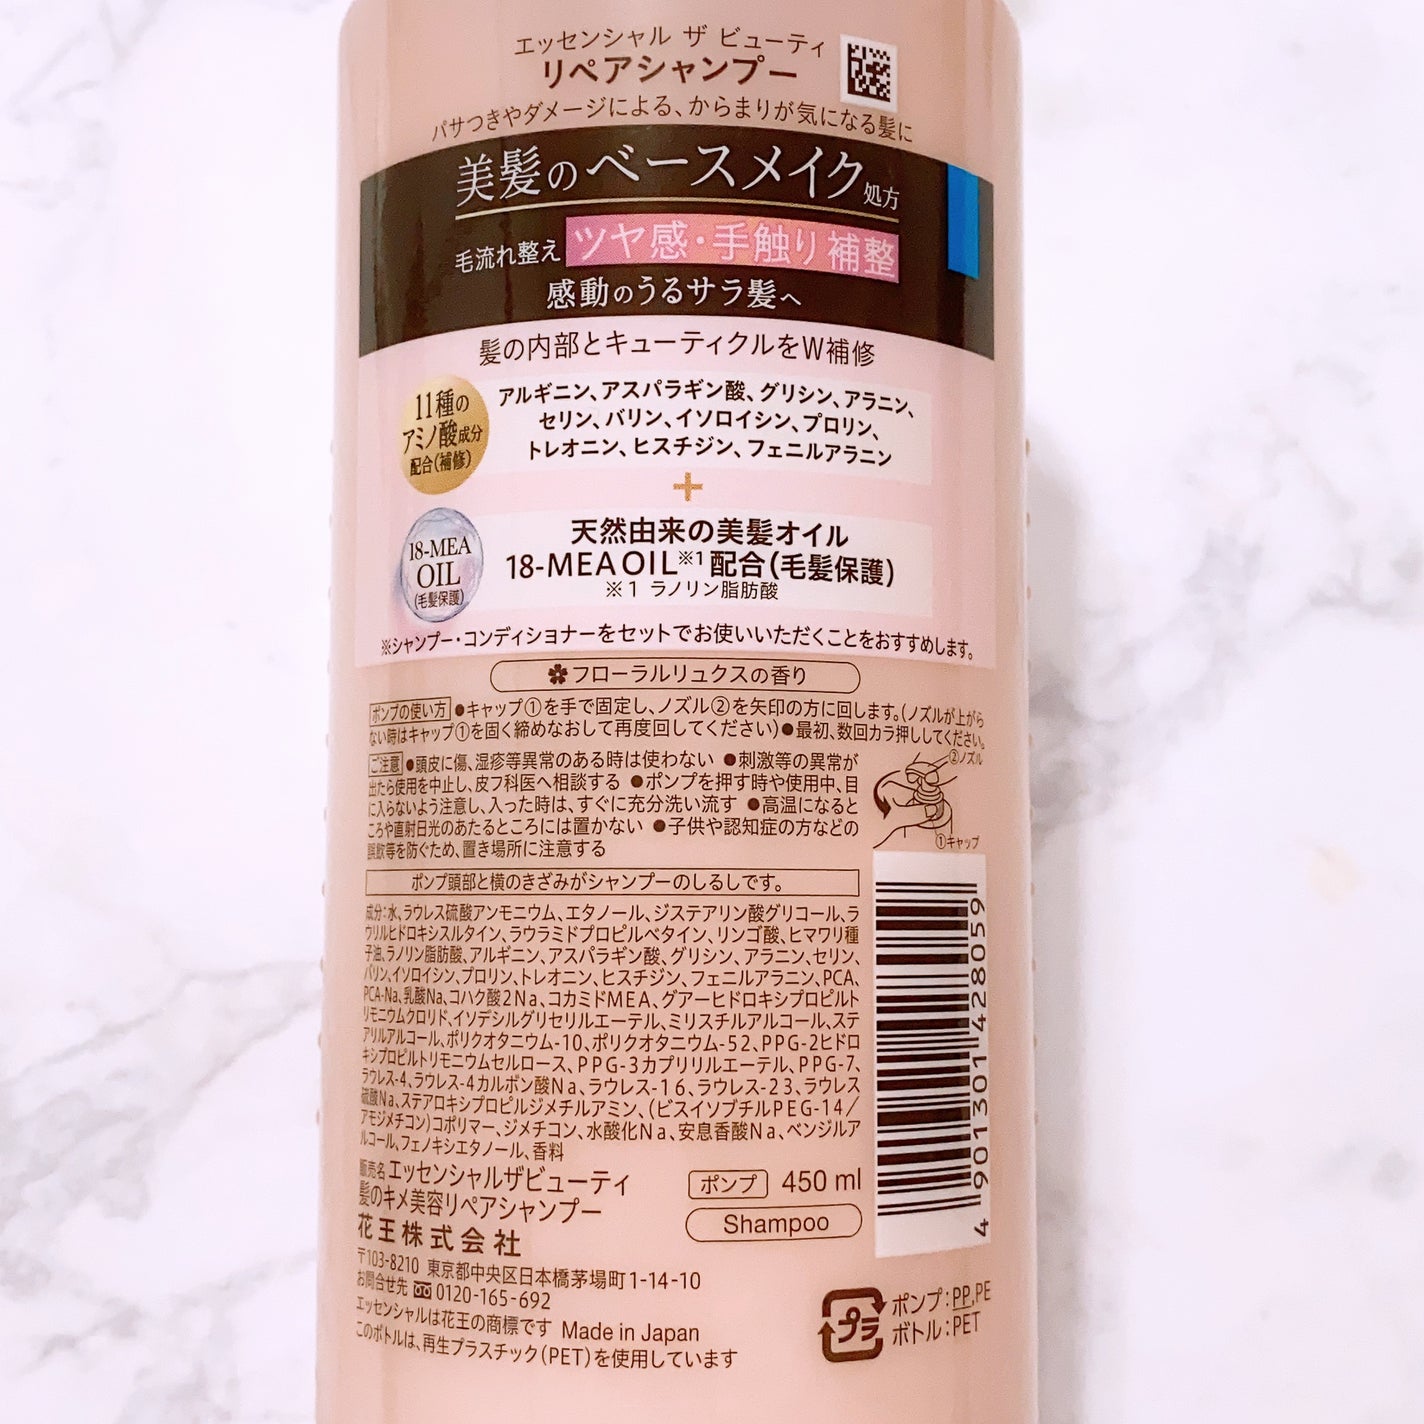 エッセンシャル ザ ビューティ
リペアシャンプー
パサつきやダメージによる、からまりが気になる髪に
美髪のベースメイク処方
毛流れ整え ツヤ感・手触り補整
感動のうるサラ髪へ
髪の内部とキューティクルをW補修
11種の
アミノ酸成分
配合(補修)
アルギニン、アスパラギン酸、グリシン、アラニン、
セリン、バリン、イソロイシン、プロリン、
トレオニン、ヒスチジン、フェニルアラニン
+
18-MEA
OIL
(毛髪保護)
天然由来の美髪オイル
18-MEA OIL※1配合(毛髪保護)
※1 ラノリン脂肪酸
※シャンプー・コンディショナーをセットでお使いいただくことをおすすめします。
フローラルリュクスの香り
ポンプの使い方 ●キャップ①を手で固定し、ノズル②を矢印の方に回します。(ノズルが上がら
ない時はキャップ①を固く締めなおして再度回してください)●最初、数回カラ押ししてください。
ご注意 ●頭皮に傷、湿疹等異常のある時は使わない ●刺激等の異常が
出たら使用を中止し、皮フ科医へ相談する ●ポンプを押す時や使用中、目
に入らないよう注意し、入った時は、すぐに充分洗い流す ●高温になると
ころや直射日光のあたるところには置かない ●子供や認知症の方などの
誤飲等を防ぐため、置き場所に注意する
②ノズル
①キャップ
ポンプ頭部と横のきざみがシャンプーのしるしです。
成分:水、ラウレス硫酸アンモニウム、エタノール、ジステアリン酸グリコール、ラ
ウリルヒドロキシスルタイン、ラウラミドプロピルベタイン、リンゴ酸、ヒマワリ種
子油、ラノリン脂肪酸、アルギニン、アスパラギン酸、グリシン、アラニン、セリン、
バリン、イソロイシン、プロリン、トレオニン、ヒスチジン、フェニルアラニン、PCA、
PCA-Na、乳酸Na、コハク酸2Na、コカミドMEA、グアーヒドロキシプロピルト
リモニウムクロリド、イソデシルグリセリルエーテル、ミリスチルアルコール、ステ
アリルアルコール、ポリクオタニウム-10、ポリクオタニウム-52、PPG-2ヒドロ
キシプロピルトリモニウムセルロース、PPG-3カプリリルエーテル、PPG-7、
ラウレス-4、ラウレス-4カルボン酸Na、ラウレス-16、ラウレス-23、ラウレス
硫酸Na、ステアロキシプロピルジメチルアミン、(ビスイソブチルPEG-14/
アモジメチコン)コポリマー、ジメチコン、水酸化Na、安息香酸Na、ベンジルア
ルコール、フェノキシエタノール、香料
販売名 エッセンシャルザビューティ
髪のキメ美容リペアシャンプー
ポンプ 450 ml
Shampoo
花王株式会社
〒103-8210 東京都中央区日本橋茅場町1-14-10
お問合せ先 0120-165-692
エッセンシャルは花王の商標です Made in Japan
このボトルは、再生プラスチック(PET)を使用しています
4 901301 428059
プラ
ポンプ:PP,PE
ボトル:PET